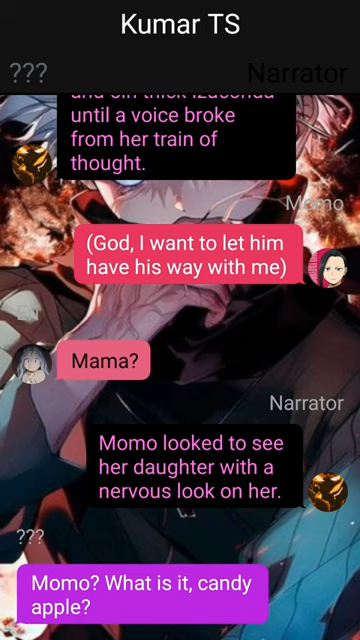 Kumar TS
???
Narrator
until a voice broke
from her train of
thought.
Momo
(God, I want to let him
have his way with me)
Eri
Mama?
Narrator
Momo looked to see
her daughter with a
nervous look on her.
???
Momo? What is it, candy
apple?